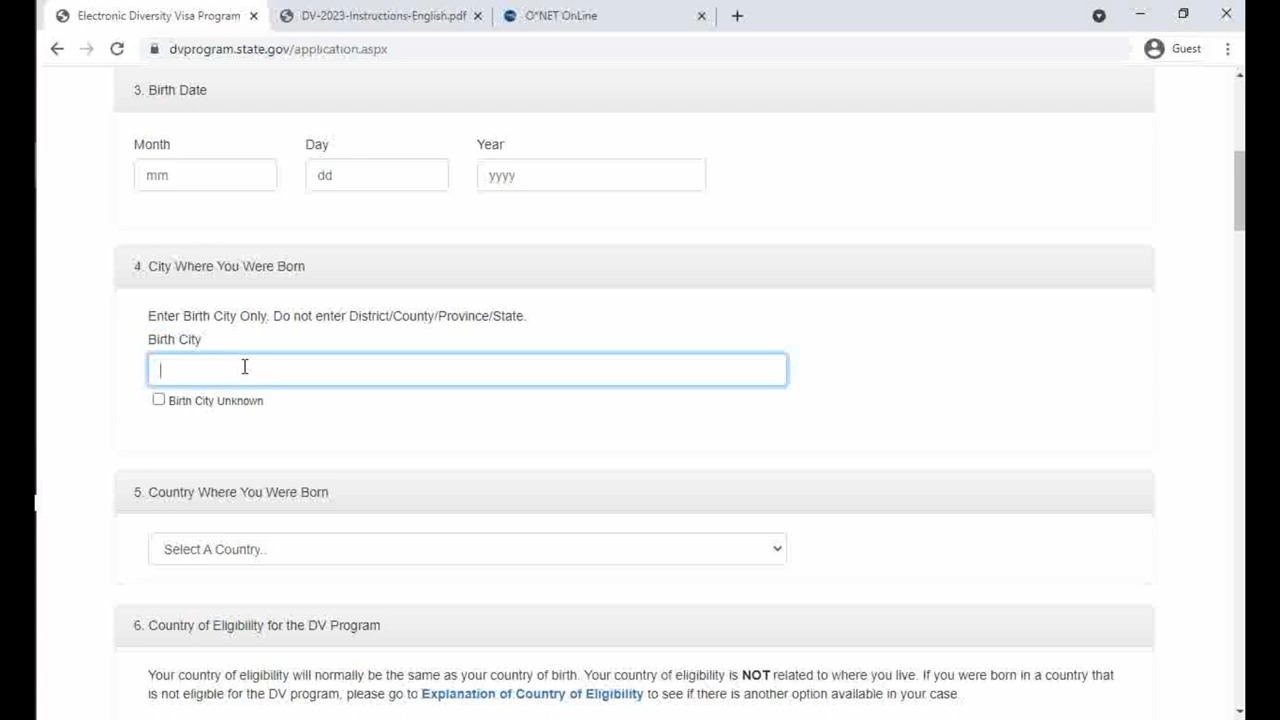 Electronic Diversity Visa Program
DV-2023-Instructions-English.pdf
O*NET OnLine
dvprogram.state.gov/application.aspx
Guest
3. Birth Date
Month
Day
Year
mm
dd
yyyy
4. City Where You Were Born
Enter Birth City Only. Do not enter District/County/Province/State.
Birth City
Birth City Unknown
5. Country Where You Were Born
Select A Country..
6. Country of Eligibility for the DV Program
Your country of eligibility will normally be the same as your country of birth. Your country of eligibility is NOT related to where you live. If you were born in a country that
is not eligible for the DV program, please go to Explanation of Country of Eligibility to see if there is another option available in your case.